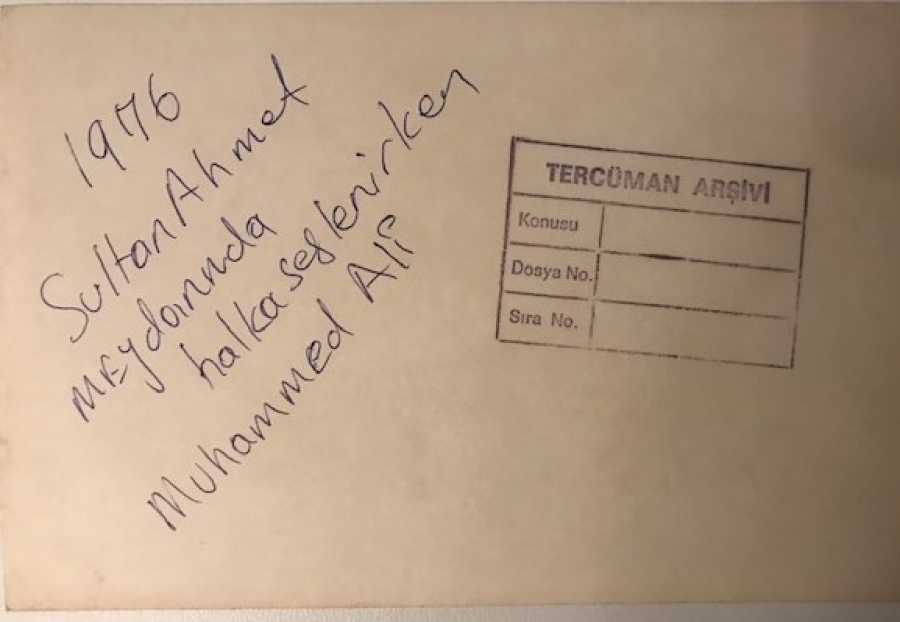 1976
SultanAhmet
meydanında
halka seslenirken
Muhammed Ali
TERCÜMAN ARŞİVİ
Konusu
Dosya No.
Sıra No.